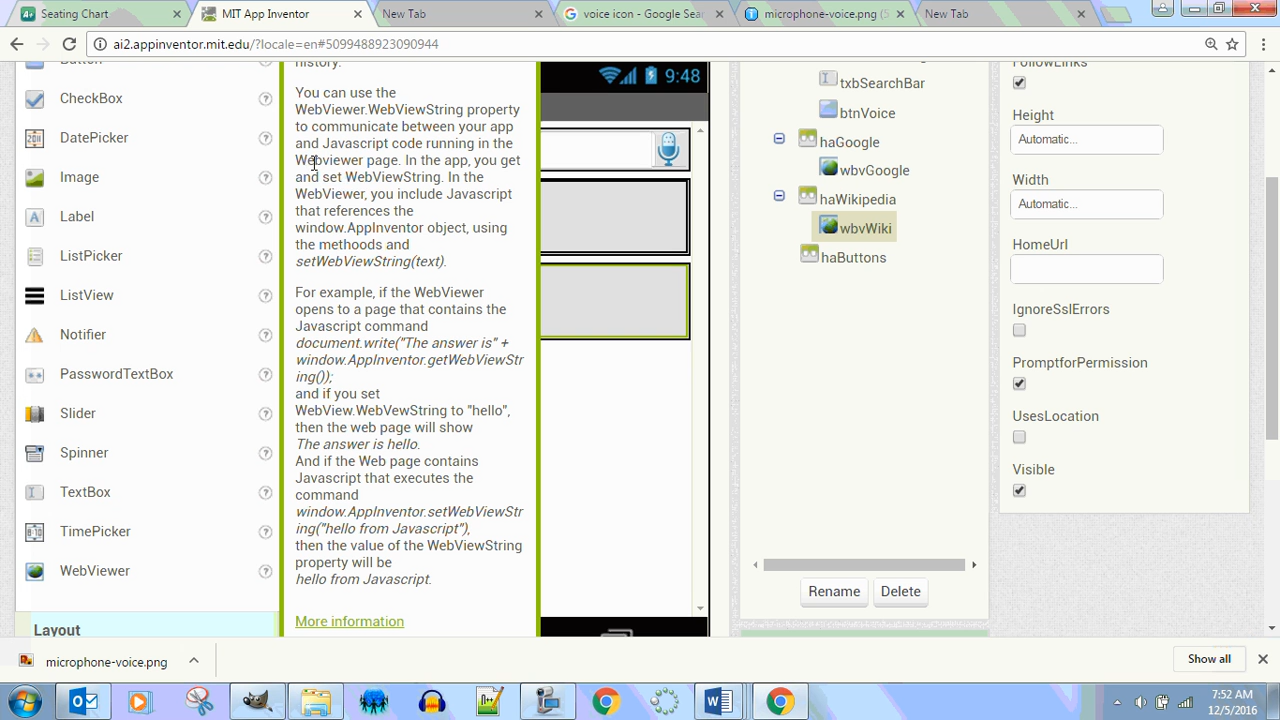 Seating Chart
MIT App Inventor
New Tab
voice icon - Google Sea
microphone-voice.png (5
New Tab
ai2.appinventor.mit.edu/?locale=en#5099488923090944
Button
CheckBox
DatePicker
Image
Label
ListPicker
ListView
Notifier
PasswordTextBox
Slider
Spinner
TextBox
TimePicker
WebViewer
Layout
history.
You can use the
WebViewer.WebViewString property
to communicate between your app
and Javascript code running in the
Webviewer page. In the app, you get
and set WebViewString. In the
WebViewer, you include Javascript
that references the
window.AppInventor object, using
the methoods and
setWebViewString(text).
For example, if the WebViewer
opens to a page that contains the
Javascript command
document.write("The answer is" +
window.AppInventor.getWebViewStr
ing());
and if you set
WebView.WebVewString to "hello",
then the web page will show
The answer is hello.
And if the Web page contains
Javascript that executes the
command
window.AppInventor.setWebViewStr
ing("hello from Javascript"),
then the value of the WebViewString
property will be
hello from Javascript.
More information
9:48
txbSearchBar
btnVoice
haGoogle
wbvGoogle
haWikipedia
wbvWiki
haButtons
Rename
Delete
FollowLinks
Height
Automatic...
Width
Automatic...
HomeUrl
IgnoreSslErrors
PromptforPermission
UsesLocation
Visible
microphone-voice.png
Show all
7:52 AM
12/5/2016